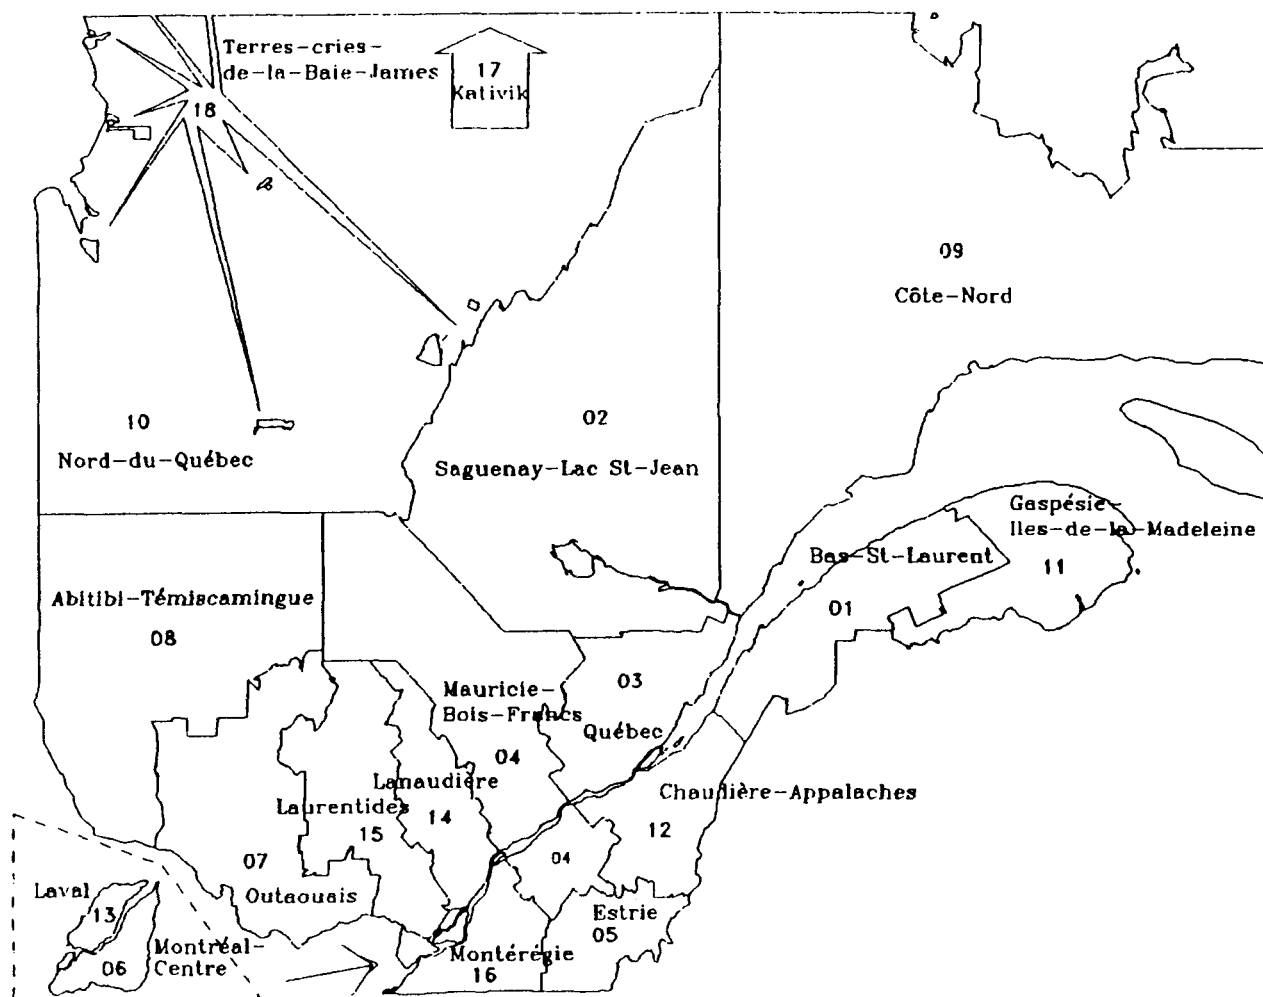 Terres-cries-
de-la-Baie-James
17
Kativik
18
09
Côte-Nord
10
Nord-du-Québec
02
Saguenay-Lac St-Jean
Gaspésie-
Iles-de-la-Madeleine
11
Bas-St-Laurent
01
Abitibi-Témiscamingue
08
03
Québec
Mauricie-
Bois-Francs
04
Lanaudière
14
Laurentides
15
Chaudière-Appalaches
12
04
07
Outaouais
Laval
13
Estrie
05
Montréal-
Centre
06
Montérégie
16